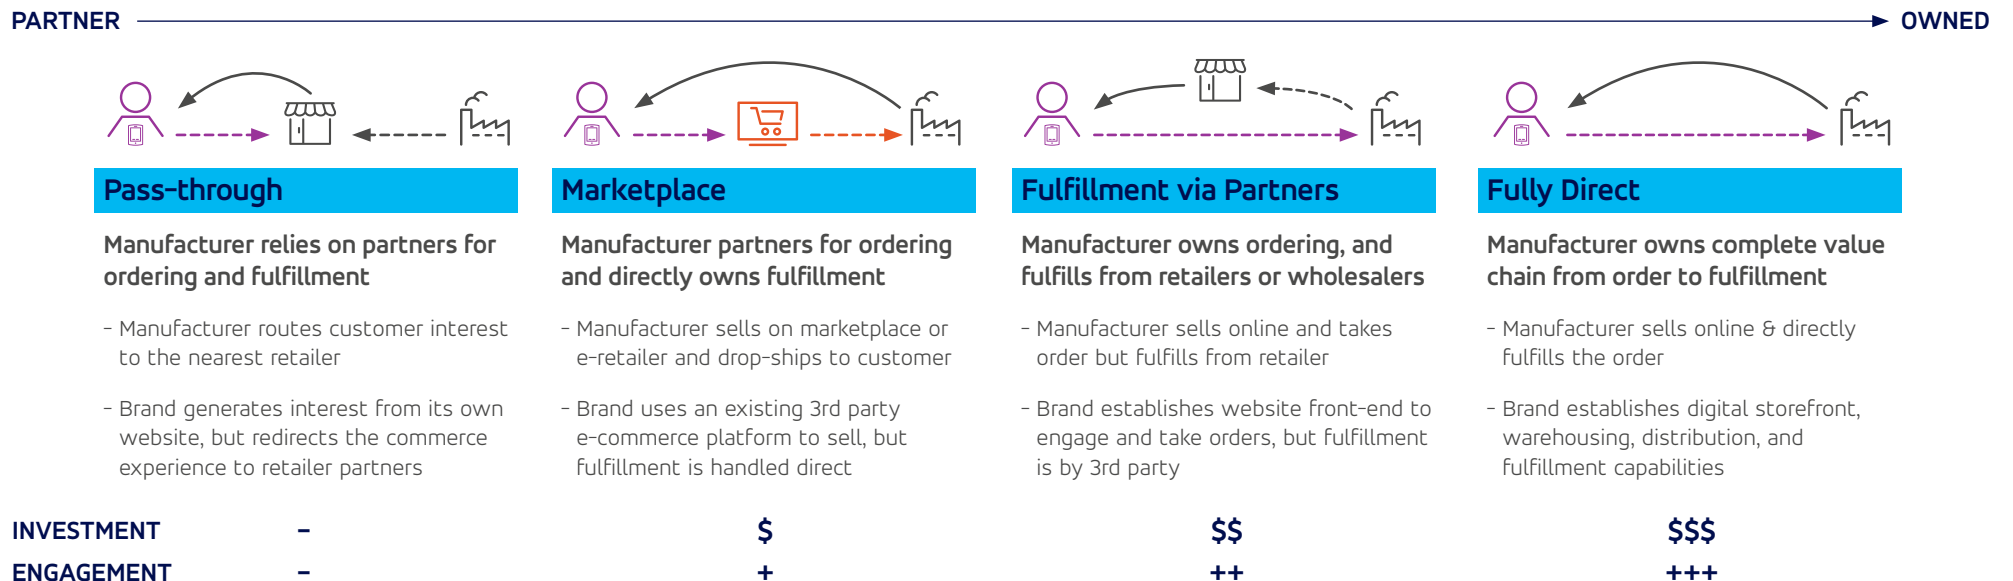 PARTNER
OWNED
Pass-through
Manufacturer relies on partners for
ordering and fulfillment
- Manufacturer routes customer interest
to the nearest retailer
- Brand generates interest from its own
website, but redirects the commerce
experience to retailer partners
Marketplace
Manufacturer partners for ordering
and directly owns fulfillment
- Manufacturer sells on marketplace or
e-retailer and drop-ships to customer
- Brand uses an existing 3rd party
e-commerce platform to sell, but
fulfillment is handled direct
Fulfillment via Partners
Manufacturer owns ordering, and
fulfills from retailers or wholesalers
- Manufacturer sells online and takes
order but fulfills from retailer
- Brand establishes website front-end to
engage and take orders, but fulfillment
is by 3rd party
Fully Direct
Manufacturer owns complete value
chain from order to fulfillment
- Manufacturer sells online & directly
fulfills the order
- Brand establishes digital storefront,
warehousing, distribution, and
fulfillment capabilities
INVESTMENT - $ $$ $$$
ENGAGEMENT - + ++ +++